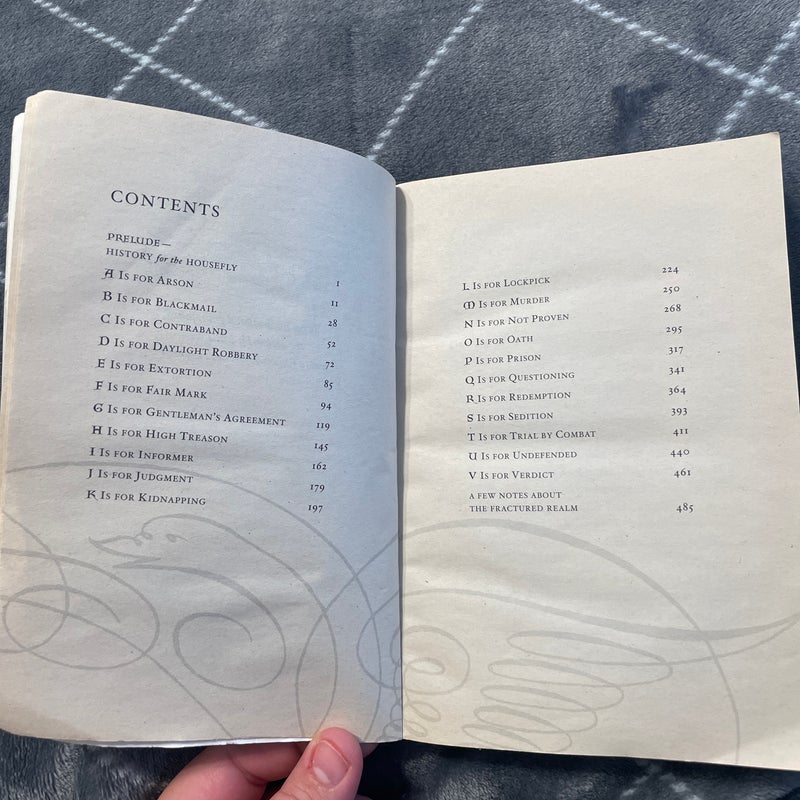 CONTENTS
PRELUDE—
HISTORY for the HOUSEFLY 1
A IS FOR ARSON 11
B IS FOR BLACKMAIL 28
C IS FOR CONTRABAND 52
D IS FOR DAYLIGHT ROBBERY 72
E IS FOR EXTORTION 85
F IS FOR FAIR MARK 94
G IS FOR GENTLEMAN'S AGREEMENT 119
H IS FOR HIGH TREASON 145
I IS FOR INFORMER 162
J IS FOR JUDGMENT 179
K IS FOR KIDNAPPING 197
L IS FOR LOCKPICK 224
M IS FOR MURDER 250
N IS FOR NOT PROVEN 268
O IS FOR OATH 295
P IS FOR PRISON 317
Q IS FOR QUESTIONING 341
R IS FOR REDEMPTION 364
S IS FOR SEDITION 393
T IS FOR TRIAL BY COMBAT 411
U IS FOR UNDEFENDED 440
V IS FOR VERDICT 461
A FEW NOTES ABOUT
THE FRACTURED REALM 485